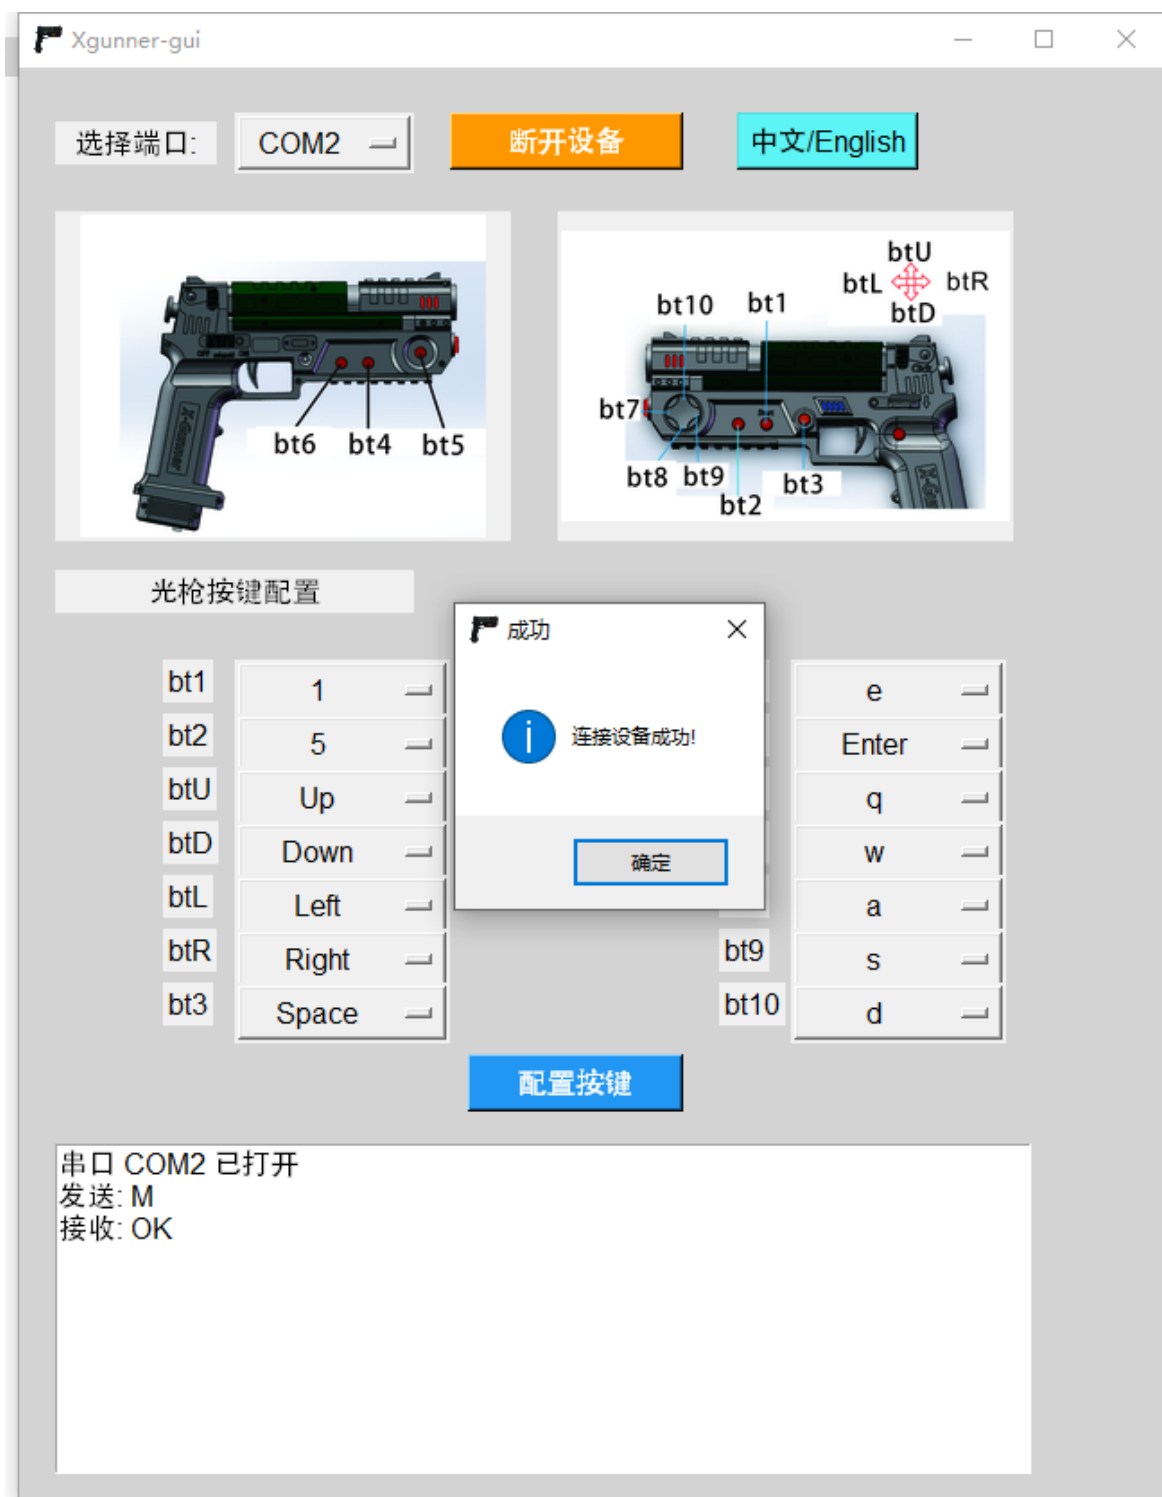 Xgunner-gui
选择端口: COM2 断开设备 中文/English
bt6 bt4 bt5
btU
btL btR
btD
bt10 bt1
bt7
bt8 bt9 bt3
bt2
光枪按键配置
成功
连接设备成功!
确定
bt1 1 e
bt2 5 Enter
btU Up q
btD Down w
btL Left a
btR Right bt9 s
bt3 Space bt10 d
配置按键
串口 COM2 已打开
发送: M
接收: OK